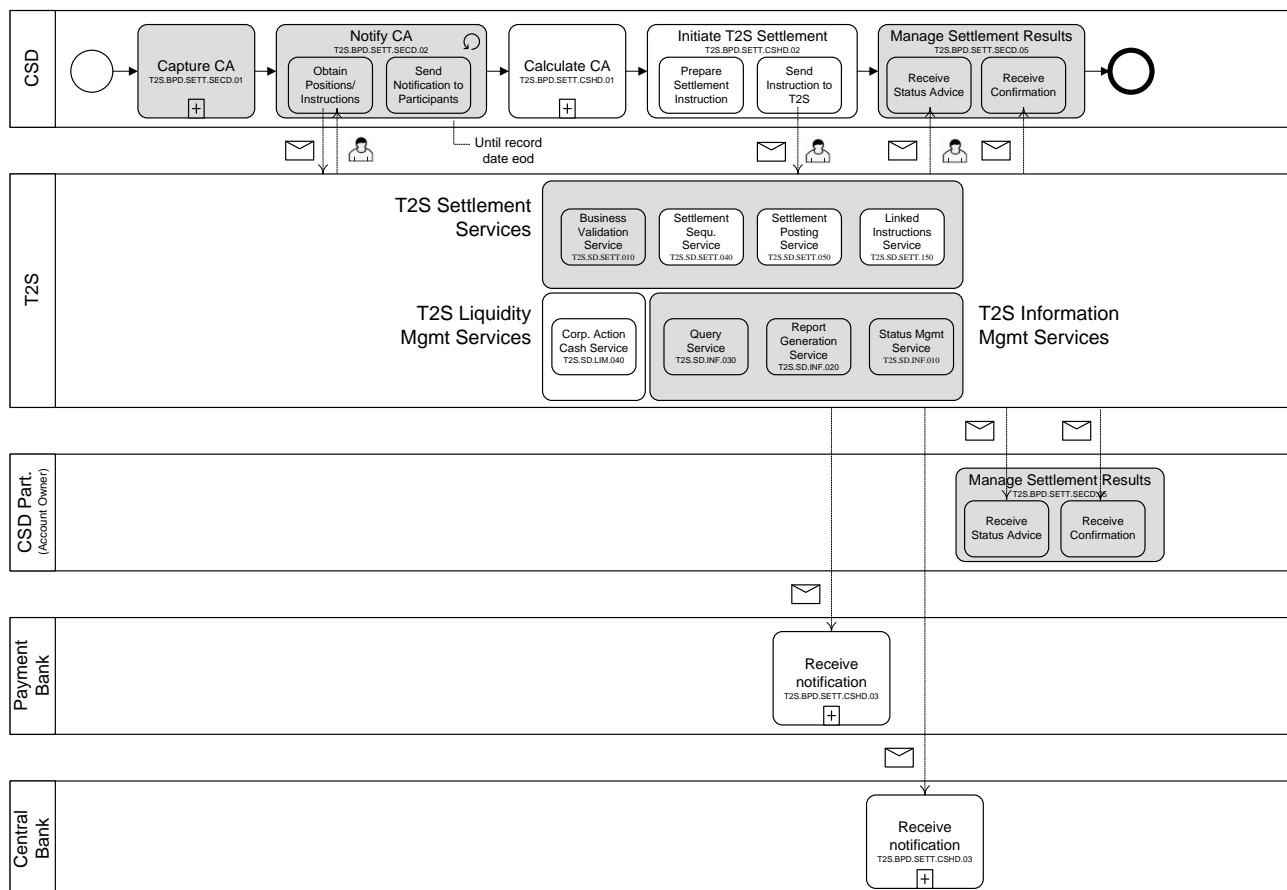 CSD
Capture CA
T2S.BPD.SETT.SECD.01
Notify CA
T2S.BPD.SETT.SECD.02
Obtain
Positions/
Instructions
Send
Notification to
Participants
Until record
date eod
Calculate CA
T2S.BPD.SETT.CSHD.01
Initiate T2S Settlement
T2S.BPD.SETT.CSHD.02
Prepare
Settlement
Instruction
Send
Instruction to
T2S
Manage Settlement Results
T2S.BPD.SETT.SECD.05
Receive
Status Advice
Receive
Confirmation
T2S
T2S Settlement
Services
Business
Validation
Service
T2S.SD.SETT.010
Settlement
Sequ.
Service
T2S.SD.SETT.040
Settlement
Posting
Service
T2S.SD.SETT.050
Linked
Instructions
Service
T2S.SD.SETT.150
T2S Liquidity
Mgmt Services
Corp. Action
Cash Service
T2S.SD.LIM.040
Query
Service
T2S.SD.INF.030
Report
Generation
Service
T2S.SD.INF.020
Status Mgmt
Service
T2S.SD.INF.010
T2S Information
Mgmt Services
CSD Part.
(Account Owner)
Manage Settlement Results
T2S.BPD.SETT.SECD.05
Receive
Status Advice
Receive
Confirmation
Payment
Bank
Receive
notification
T2S.BPD.SETT.CSHD.03
Central
Bank
Receive
notification
T2S.BPD.SETT.CSHD.03